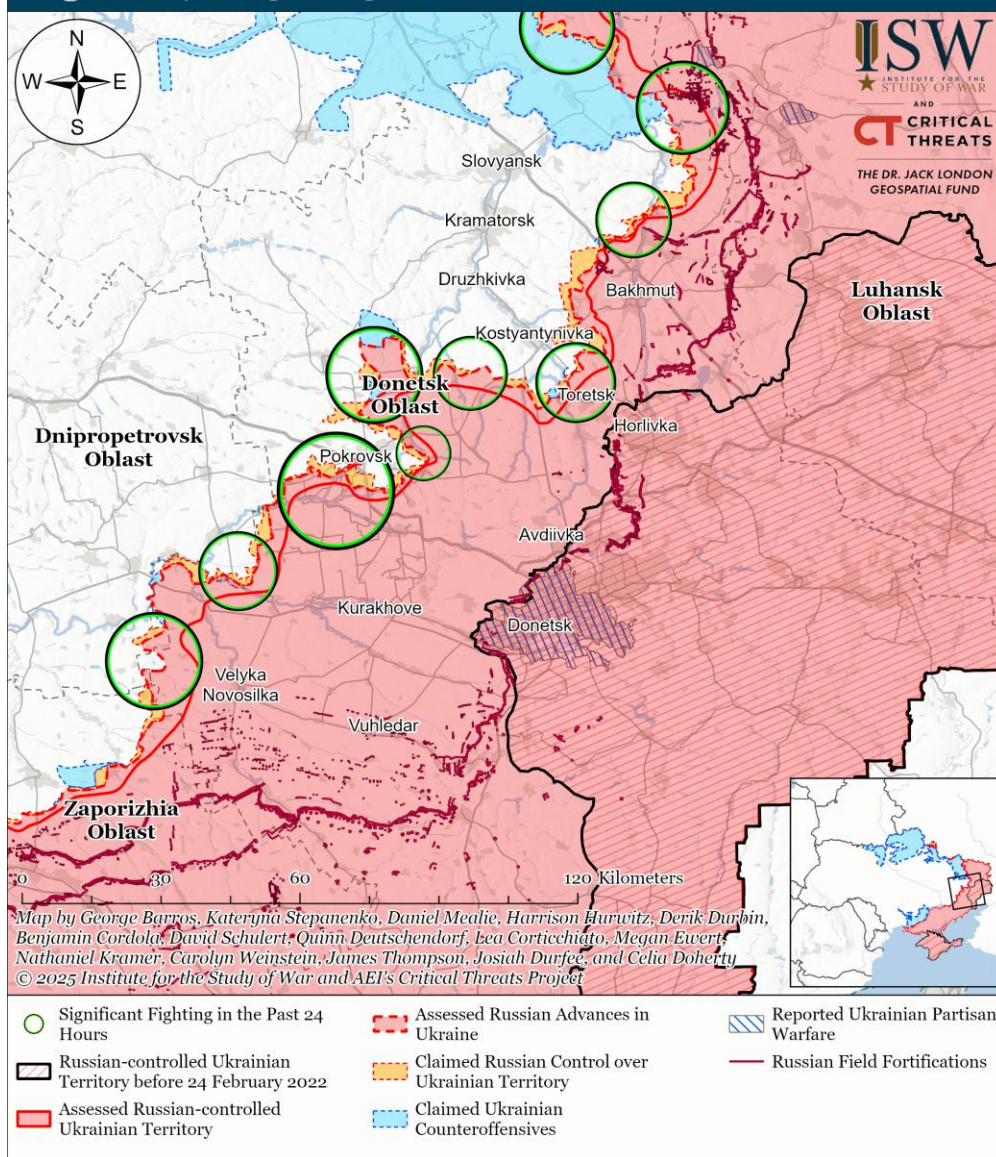 N
W E
S
ISW
INSTITUTE FOR THE
STUDY OF WAR
AND
CT CRITICAL
THREATS
THE DR. JACK LONDON
GEOSPATIAL FUND
Slovyansk
Kramatorsk
Druzhkivka
Bakhmut
Luhansk
Oblast
Kostyantynivka
Donetsk
Oblast
Toretsk
Dnipropetrovsk
Oblast
Horlivka
Pokrovsk
Avdiivka
Kurakhove
Donetsk
Velyka
Novosilka
Vuhledar
Zaporizhia
Oblast
0 30 60 120 Kilometers
Map by George Barros, Kateryna Stepanenko, Daniel Mealie, Harrison Hurwitz, Derik Durbin,
Benjamin Cordola, David Schulert, Quinn Deutschendorf, Lea Corticchiato, Megan Ewert,
Nathaniel Kramer, Carolyn Weinstein, James Thompson, Josiah Durfee, and Celia Doherty
© 2025 Institute for the Study of War and AEI's Critical Threats Project
Significant Fighting in the Past 24
Hours
Russian-controlled Ukrainian
Territory before 24 February 2022
Assessed Russian-controlled
Ukrainian Territory
Assessed Russian Advances in
Ukraine
Claimed Russian Control over
Ukrainian Territory
Claimed Ukrainian
Counteroffensives
Reported Ukrainian Partisan
Warfare
Russian Field Fortifications